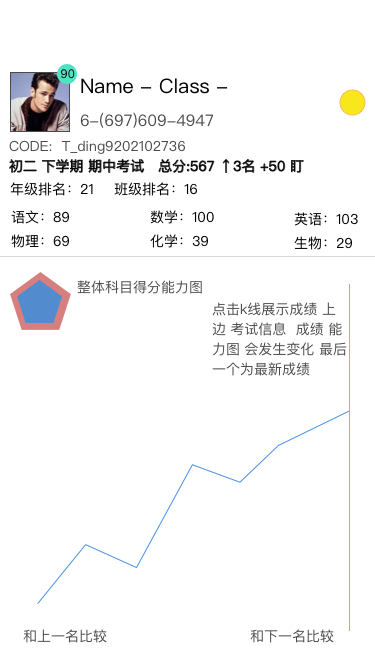 90
Name - Class -
6-(697)609-4947
CODE: T_ding9202102736
初二 下学期 期中考试 总分:567 ↑3名 +50 盯
年级排名：21 班级排名：16
语文：89 数学：100 英语：103
物理：69 化学：39 生物：29
整体科目得分能力图
点击k线展示成绩 上
边 考试信息 成绩 能
力图 会发生变化 最后
一个为最新成绩
和上一名比较 和下一名比较